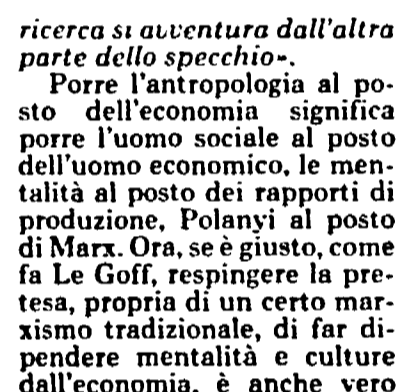 ricerca si avventura dall'altra
parte dello specchio».
Porre l'antropologia al po-
sto dell'economia significa
porre l'uomo sociale al posto
dell'uomo economico, le men-
talità al posto dei rapporti di
produzione, Polanyi al posto
di Marx. Ora, se è giusto, come
fa Le Goff, respingere la pre-
tesa, propria di un certo mar-
xismo tradizionale, di far di-
pendere mentalità e culture
dall'economia, è anche vero